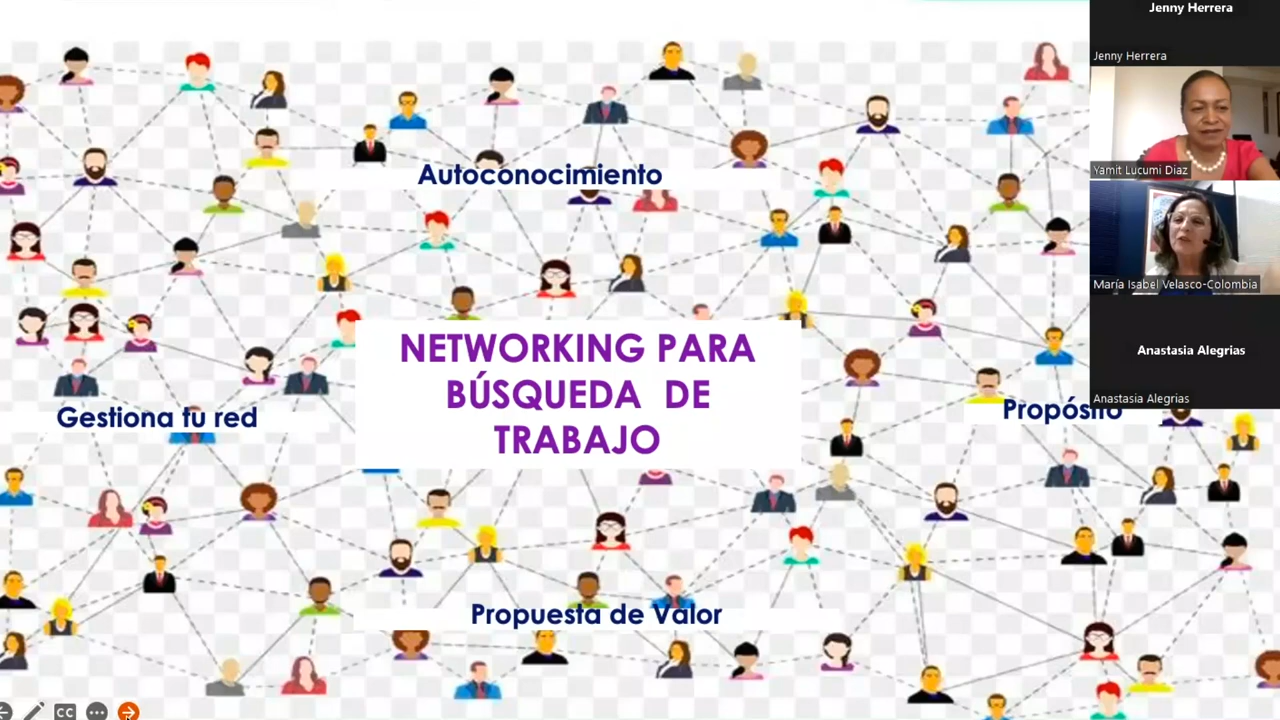 Jenny Herrera
Jenny Herrera
Yamit Lucumi Diaz
María Isabel Velasco-Colombia
Anastasia Alegrias
Anastasia Alegrias
Autoconocimiento
NETWORKING PARA
BÚSQUEDA DE
TRABAJO
Gestiona tu red
Propósito
Propuesta de Valor
CC